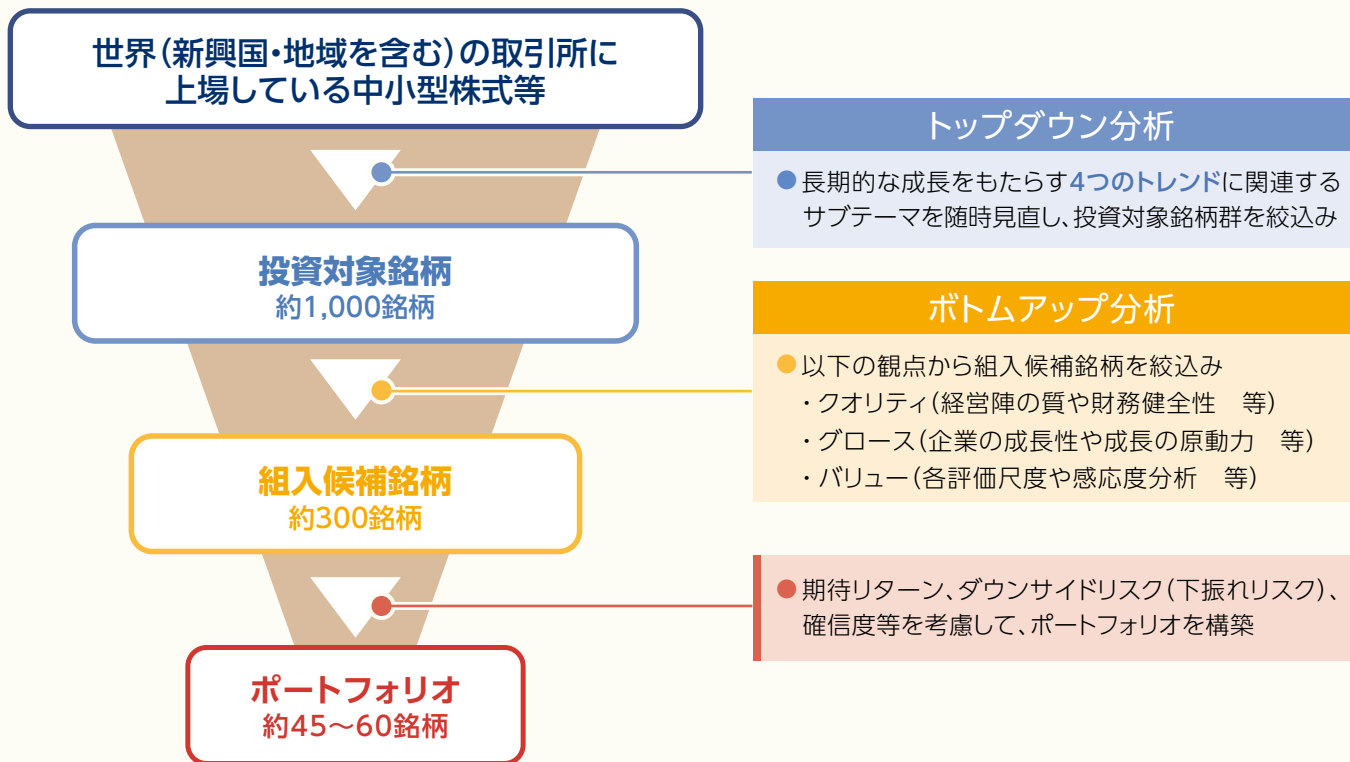 世界(新興国・地域を含む)の取引所に
上場している中小型株式等
トップダウン分析
●長期的な成長をもたらす4つのトレンドに関連する
サブテーマを随時見直し、投資対象銘柄群を絞込み
投資対象銘柄
約1,000銘柄
ボトムアップ分析
●以下の観点から組入候補銘柄を絞込み
・クオリティ(経営陣の質や財務健全性　等)
・グロース(企業の成長性や成長の原動力　等)
・バリュー(各評価尺度や感応度分析　等)
組入候補銘柄
約300銘柄
●期待リターン、ダウンサイドリスク(下振れリスク)、
確信度等を考慮して、ポートフォリオを構築
ポートフォリオ
約45～60銘柄